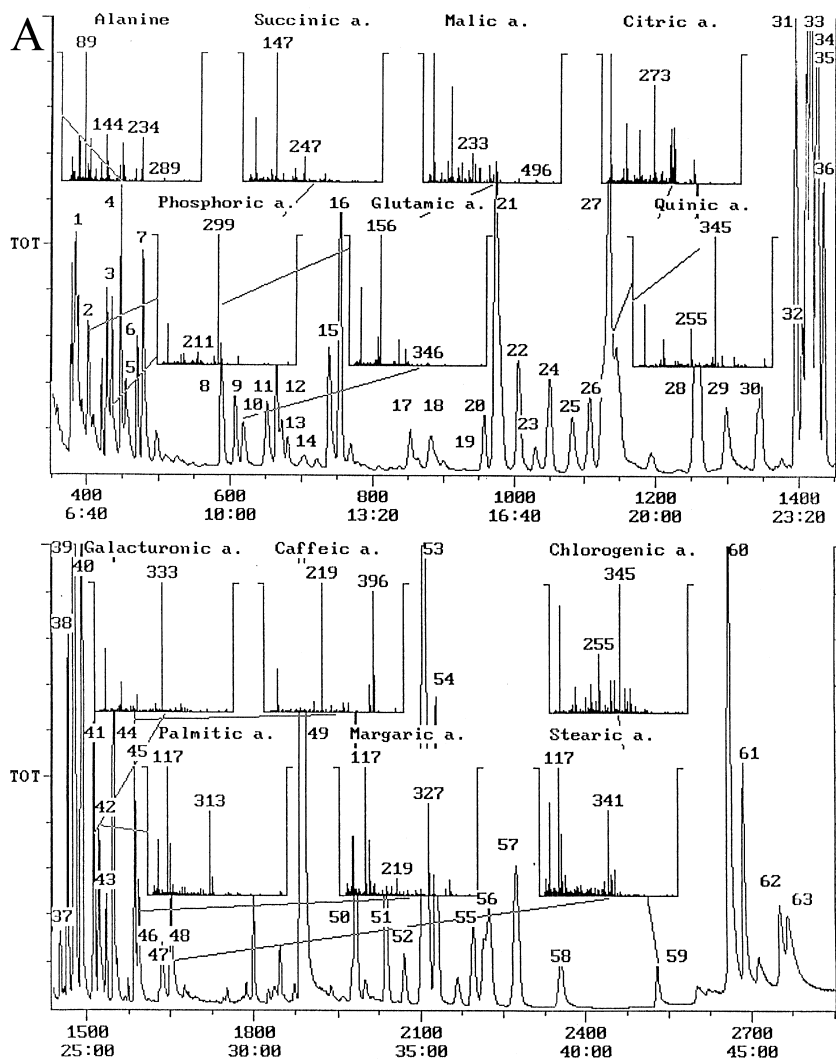 A
Alanine Succinic a. Malic a. Citric a.
31 33
34
35
89 147 273
144 234 247 233 496
289
36
4 Phosphoric a. 16 Glutamic a. 21 27 Quinic a.
299 156 345
1
TOT
7
3
2
6
5
211 346 255
15
32
8 9 10 11 12 13 14 17 18 19 20 22 23 24 25 26 28 29 30
400 600 800 1000 1200 1400
6:40 10:00 13:20 16:40 20:00 23:20
39 Galacturonic a. Caffeic a. 53 Chlorogenic a. 60
40
333 219 396 345
38
255
54
41 44 49
45 Palmitic a. Margaric a. Stearic a.
117 117 117 61
TOT
313 327 341
42
43
219
57
56
37 46 48 50 51 55 62 63
47 52 58 59
1500 1800 2100 2400 2700
25:00 30:00 35:00 40:00 45:00